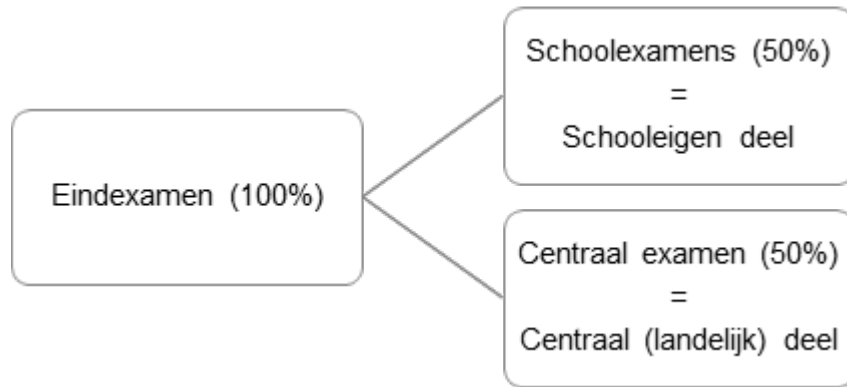 Eindexamen (100%)
Schoolexamens (50%)
=
Schooleigen deel
Centraal examen (50%)
=
Centraal (landelijk) deel